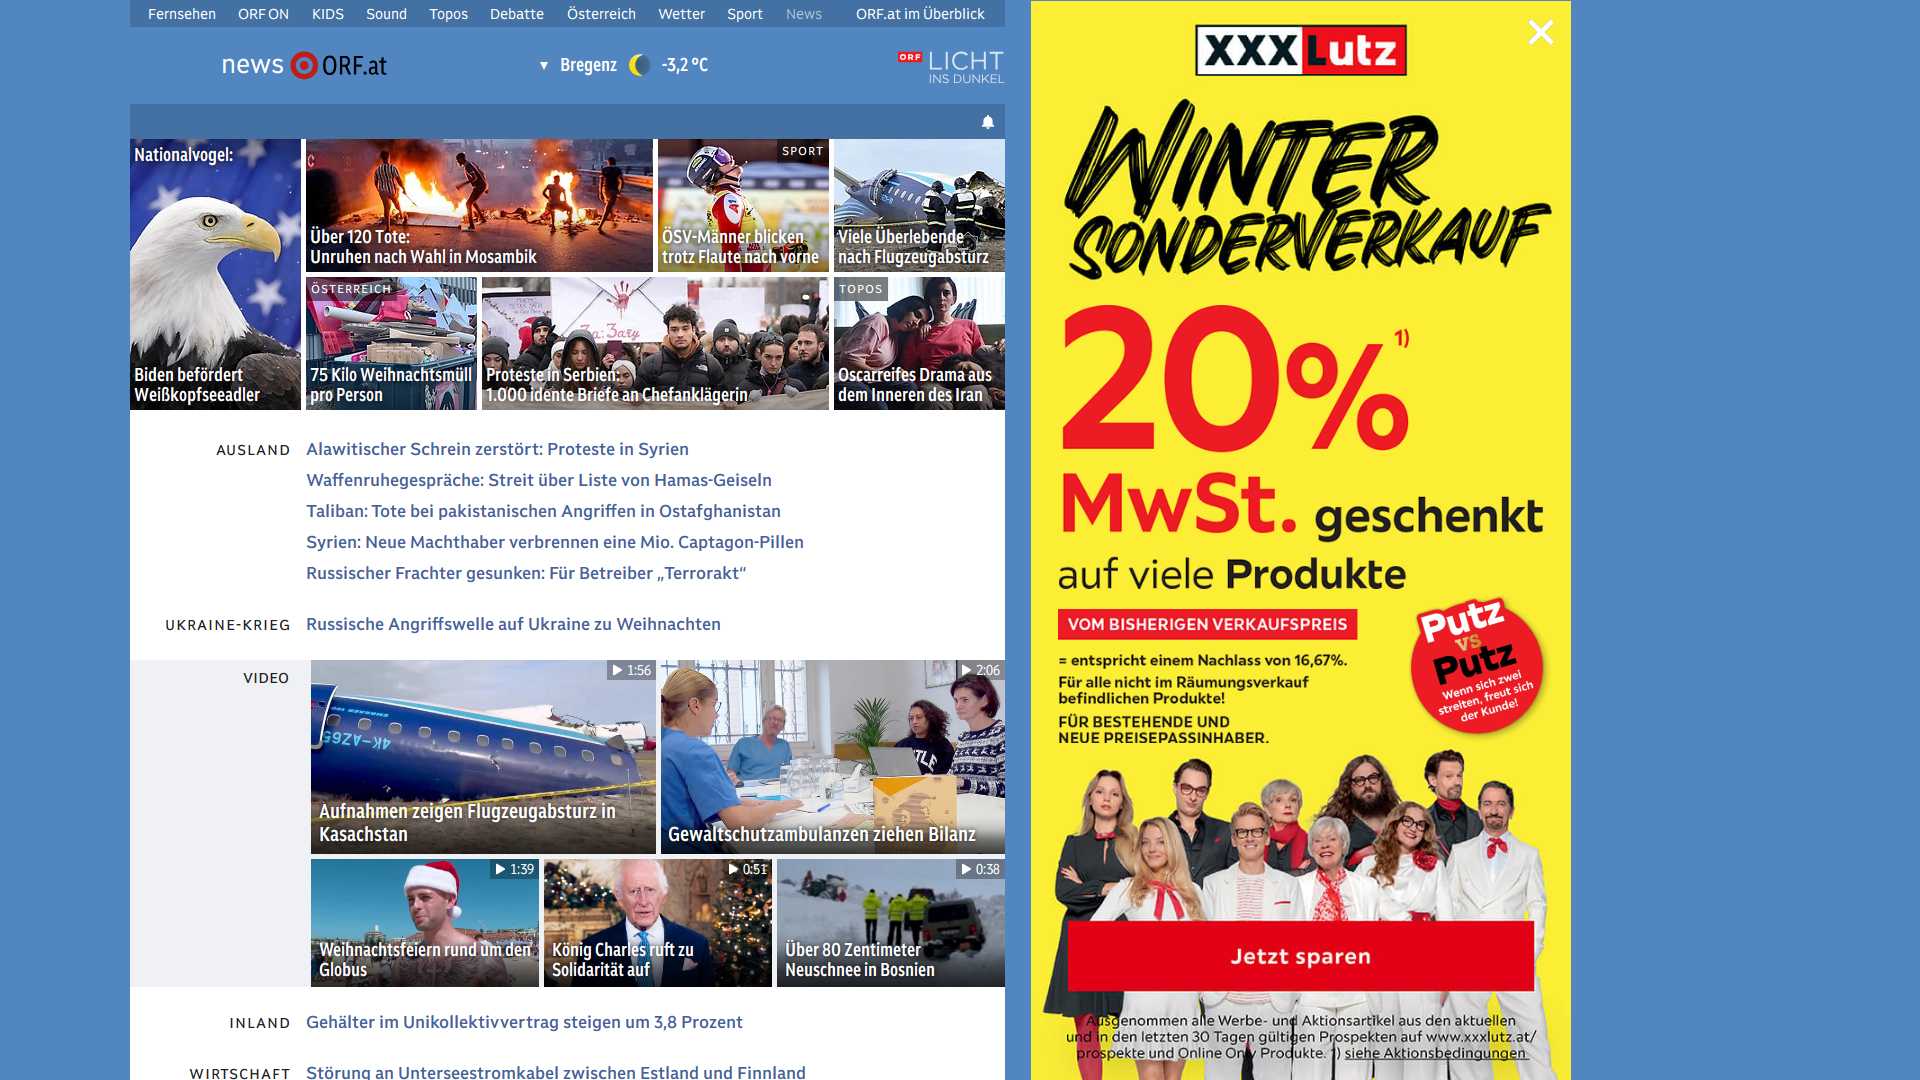 Fernsehen ORF ON KIDS Sound Topos Debatte Österreich Wetter Sport News ORF.at im Überblick
news ORF.at
▼ Bregenz -3,2 °C
ORF LICHT
INS DUNKEL
Nationalvogel:
Biden befördert
Weißkopfseeadler
Über 120 Tote:
Unruhen nach Wahl in Mosambik
SPORT
ÖSV-Männer blicken
trotz Flaute nach vorne
Viele Überlebende
nach Flugzeugabsturz
ÖSTERREICH
75 Kilo Weihnachtsmüll
pro Person
Proteste in Serbien:
1.000 idente Briefe an Chefanklägerin
TOPOS
Oscarreifes Drama aus
dem Inneren des Iran
AUSLAND
Alawitischer Schrein zerstört: Proteste in Syrien
Waffenruhegespräche: Streit über Liste von Hamas-Geiseln
Taliban: Tote bei pakistanischen Angriffen in Ostafghanistan
Syrien: Neue Machthaber verbrennen eine Mio. Captagon-Pillen
Russischer Frachter gesunken: Für Betreiber „Terrorakt“
UKRAINE-KRIEG
Russische Angriffswelle auf Ukraine zu Weihnachten
VIDEO
1:56
4K-AZ65
Aufnahmen zeigen Flugzeugabsturz in
Kasachstan
2:06
Gewaltschutzambulanzen ziehen Bilanz
1:39
Weihnachtsfeiern rund um den
Globus
0:51
König Charles ruft zu
Solidarität auf
0:38
Über 80 Zentimeter
Neuschnee in Bosnien
INLAND
Gehälter im Unikollektivvertrag steigen um 3,8 Prozent
WIRTSCHAFT
Störung an Unterseestromkabel zwischen Estland und Finnland
XXXLutz
WINTER
SONDERVERKAUF
20% 1)
MwSt. geschenkt
auf viele Produkte
VOM BISHERIGEN VERKAUFSPREIS
= entspricht einem Nachlass von 16,67%.
Für alle nicht im Räumungsverkauf
befindlichen Produkte!
FÜR BESTEHENDE UND
NEUE PREISEPASSINHABER.
Putz
VS
Putz
Wenn sich zwei
streiten, freut sich
der Kunde!
Jetzt sparen
Ausgenommen alle Werbe- und Aktionsartikel aus den aktuellen
und in den letzten 30 Tagen gültigen Prospekten auf www.xxxlutz.at/
prospekte und Online Only Produkte. 1) siehe Aktionsbedingungen